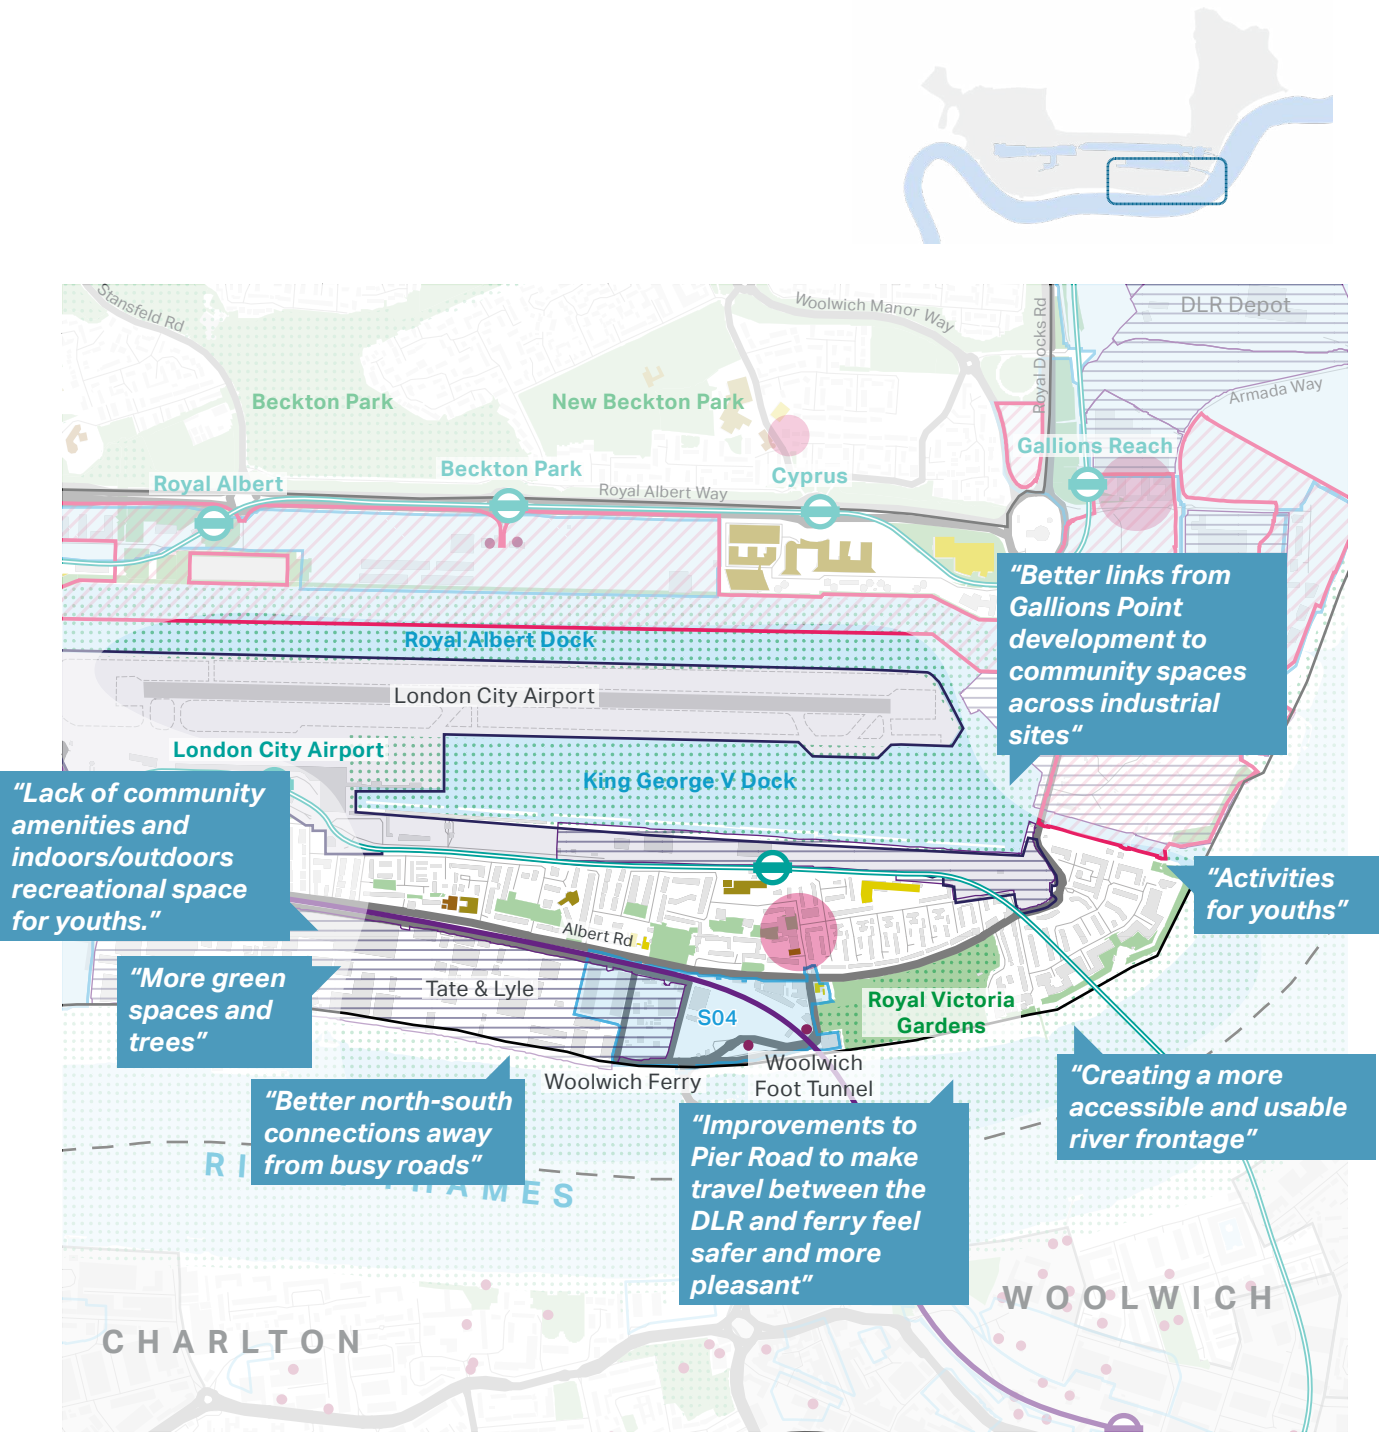 Stansfeld Rd
Woolwich Manor Way
Royal Docks Rd
DLR Depot
Armada Way
Beckton Park
New Beckton Park
Gallions Reach
Beckton Park
Cyprus
Royal Albert
Royal Albert Way
“Better links from
Gallions Point
development to
community spaces
across industrial
sites“
Royal Albert Dock
London City Airport
London City Airport
King George V Dock
“Lack of community
amenities and
indoors/outdoors
recreational space
for youths.”
“Activities
for youths”
Albert Rd
“More green
spaces and
trees”
Tate & Lyle
S04
Royal Victoria
Gardens
Woolwich Ferry
Woolwich
Foot Tunnel
“Better north-south
connections away
from busy roads”
“Improvements to
Pier Road to make
travel between the
DLR and ferry feel
safer and more
pleasant”
“Creating a more
accessible and usable
river frontage”
WOOLWICH
CHARLTON